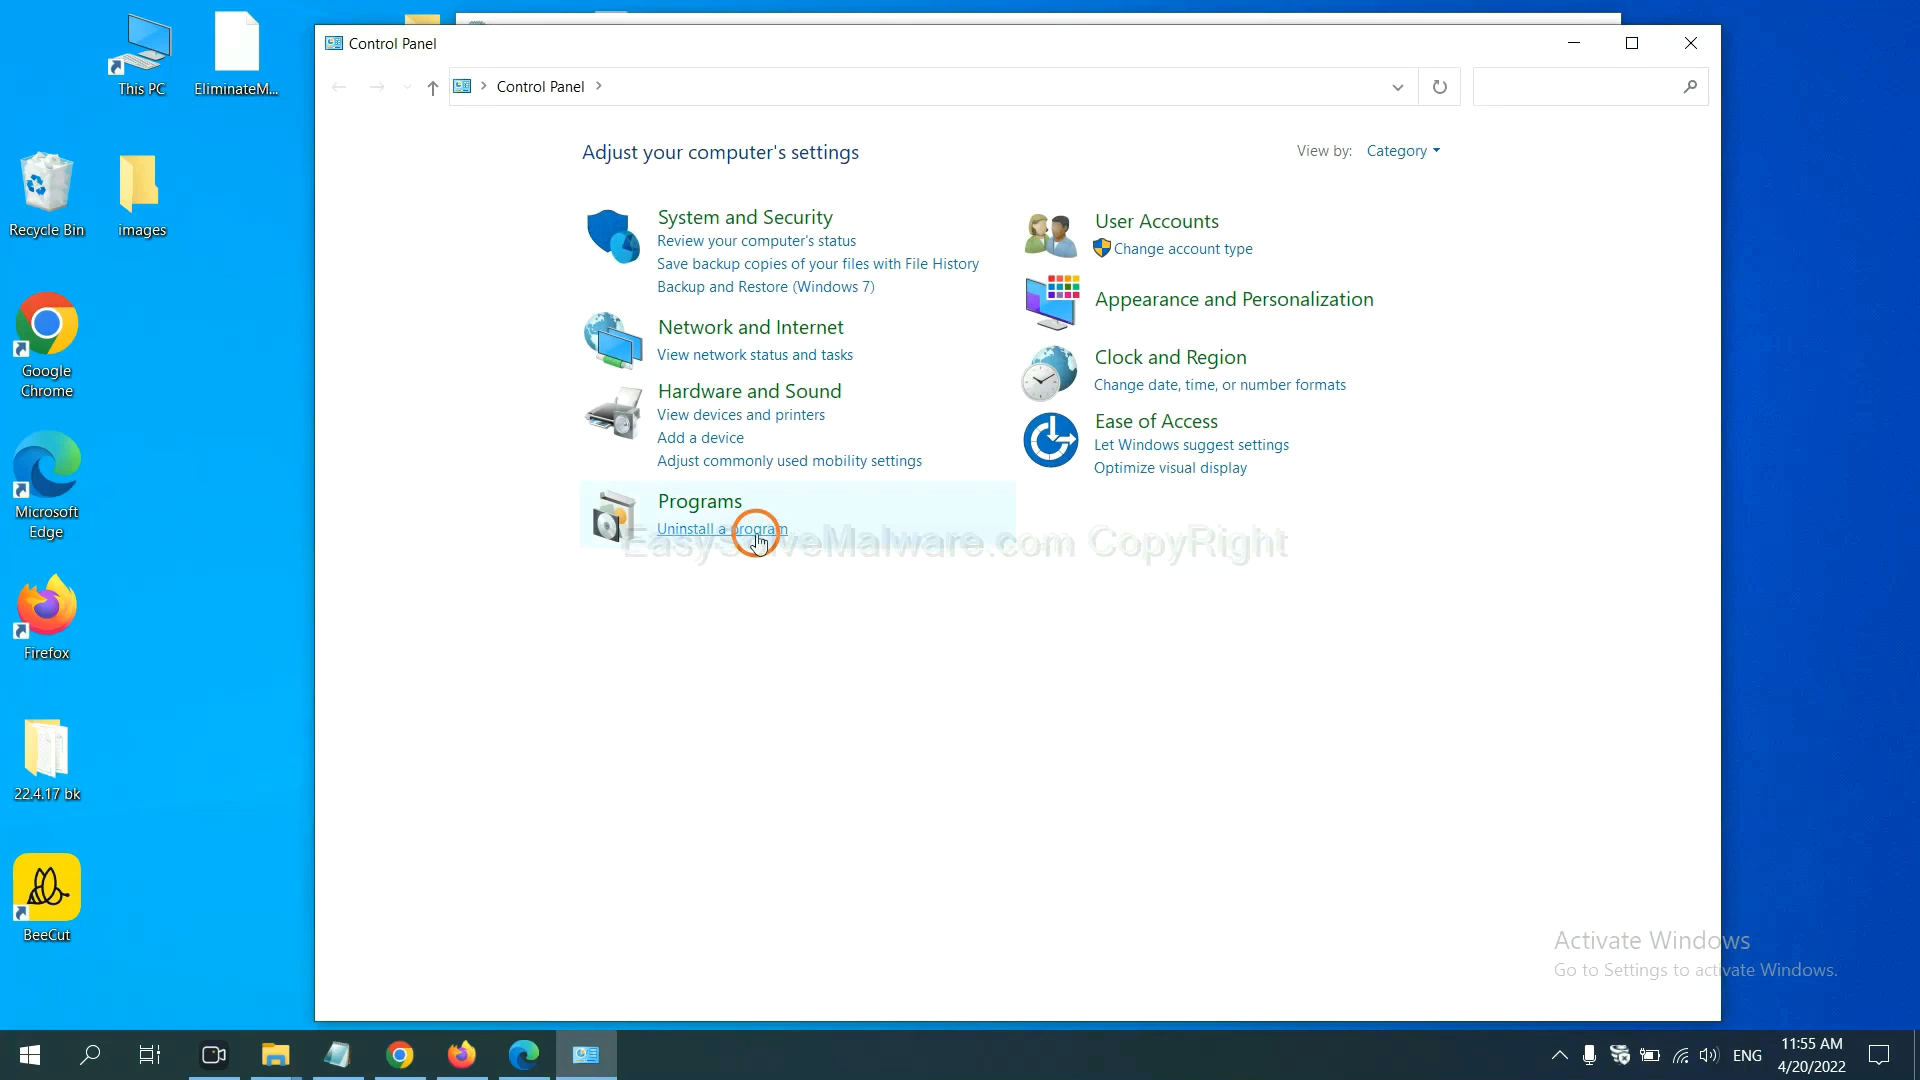 This PC
EliminateM...
Recycle Bin
images
Google
Chrome
Microsoft
Edge
Firefox
22.4.17 bk
BeeCut
Control Panel
Control Panel
Adjust your computer's settings
View by: Category
System and Security
Review your computer's status
Save backup copies of your files with File History
Backup and Restore (Windows 7)
Network and Internet
View network status and tasks
Hardware and Sound
View devices and printers
Add a device
Adjust commonly used mobility settings
Programs
Uninstall a program
User Accounts
Change account type
Appearance and Personalization
Clock and Region
Change date, time, or number formats
Ease of Access
Let Windows suggest settings
Optimize visual display
EasySolveMalware.com CopyRight
Activate Windows
Go to Settings to activate Windows.
ENG
11:55 AM
4/20/2022